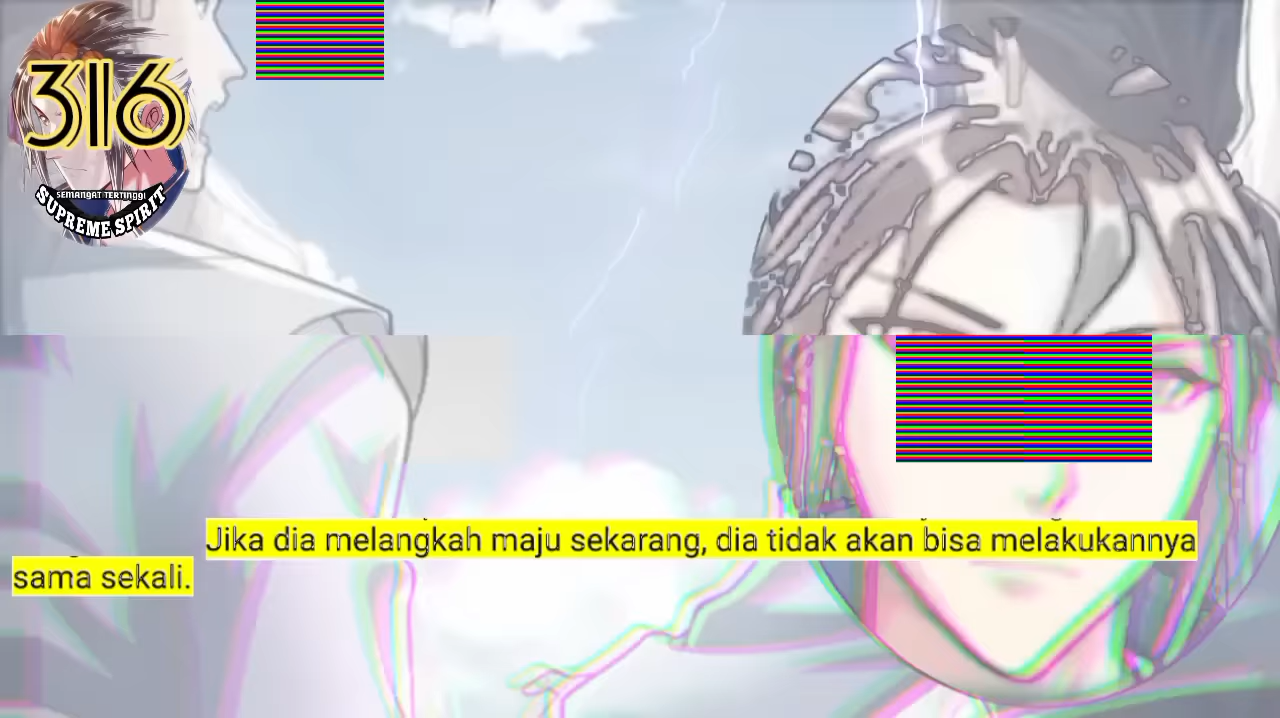 316
SEMANGAT TERTINGGI
SUPREME SPIRIT
Jika dia melangkah maju sekarang, dia tidak akan bisa melakukannya
sama sekali.